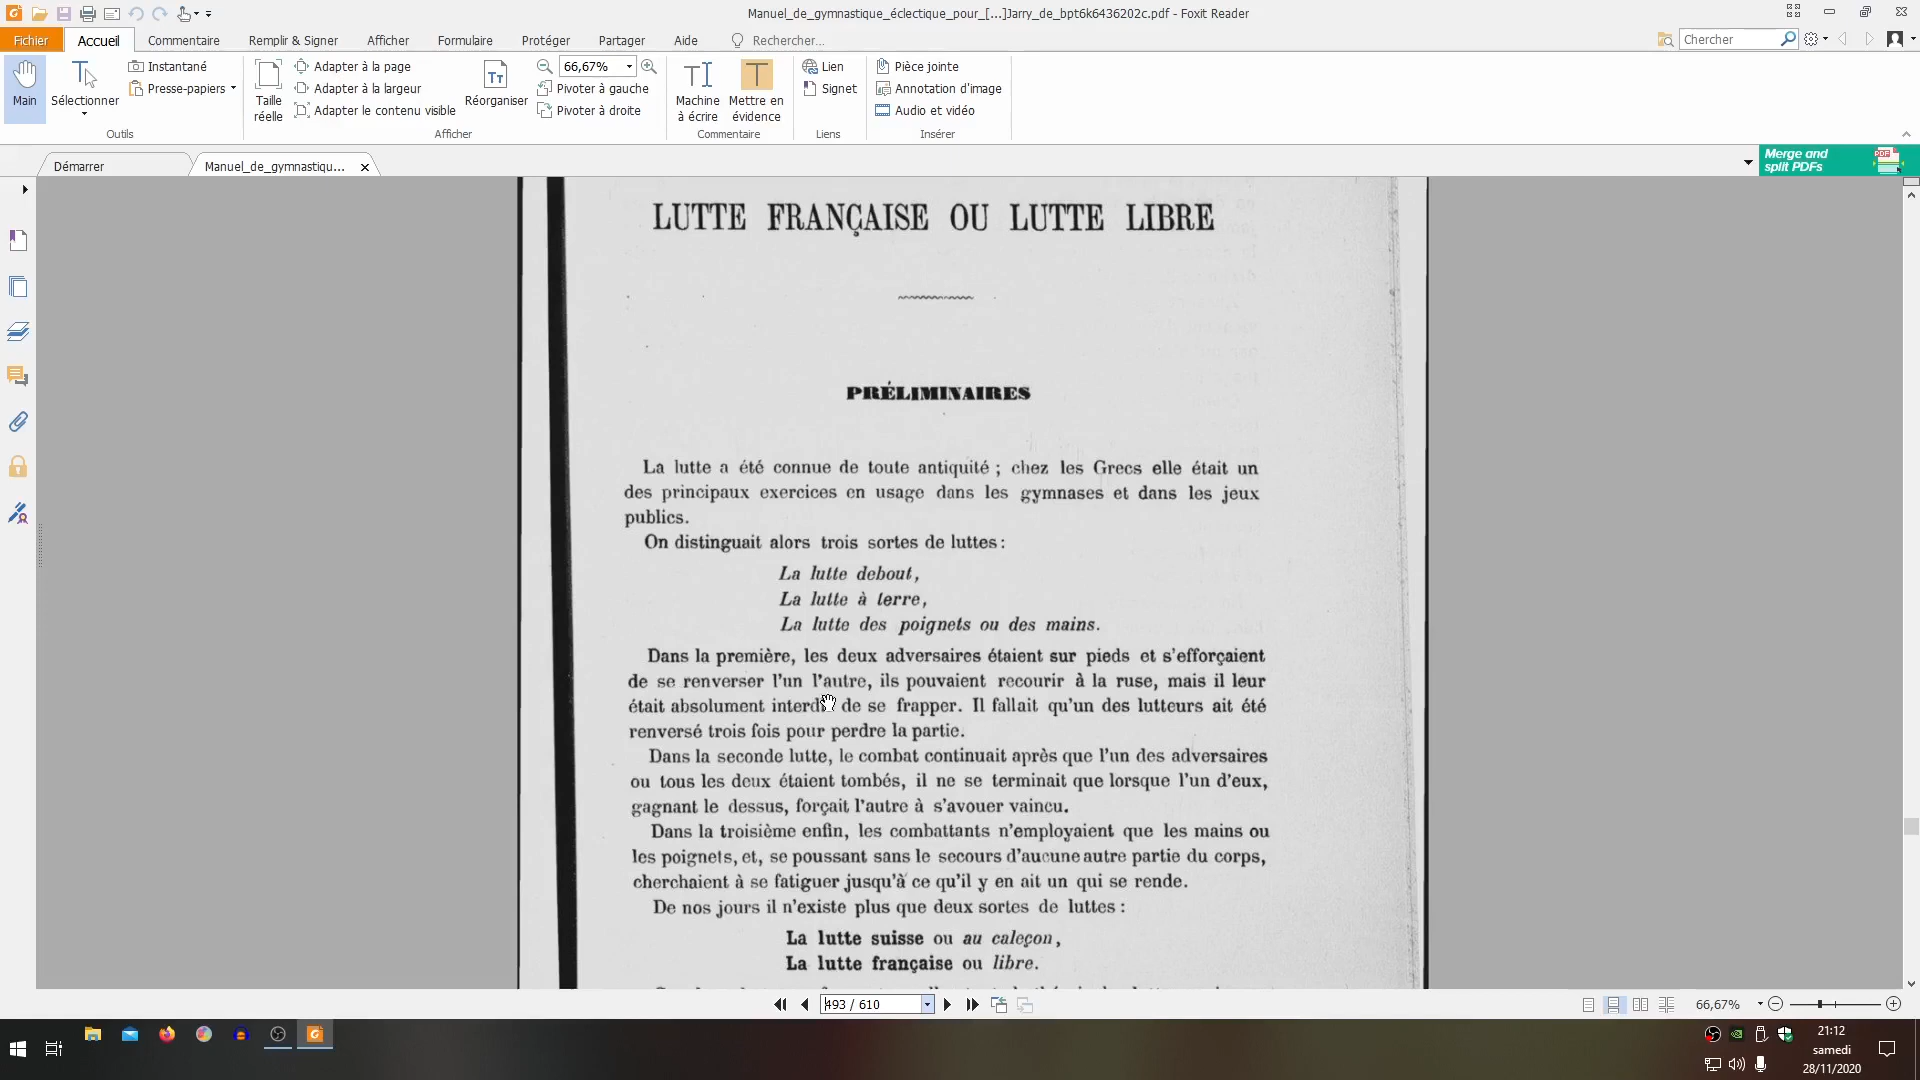 Manuel_de_gymnastique_éclectique_pour_[...]Jarry_de_bpt6k6436202c.pdf - Foxit Reader
Fichier Accueil Commentaire Remplir & Signer Afficher Formulaire Protéger Partager Aide Rechercher... Chercher
Main
Sélectionner
Instantané
Presse-papiers
Outils
Taille réelle
Adapter à la page
Adapter à la largeur
Adapter le contenu visible
Réorganiser
66,67%
Pivoter à gauche
Pivoter à droite
Afficher
Machine à écrire
Mettre en évidence
Commentaire
Lien
Signet
Liens
Pièce jointe
Annotation d'image
Audio et vidéo
Insérer
Démarrer
Manuel_de_gymnastiqu...
Merge and
split PDFs
PDF
LUTTE FRANÇAISE OU LUTTE LIBRE
PRÉLIMINAIRES
La lutte a été connue de toute antiquité ; chez les Grecs elle était un
des principaux exercices en usage dans les gymnases et dans les jeux
publics.
On distinguait alors trois sortes de luttes :
La lutte debout,
La lutte à terre,
La lutte des poignets ou des mains.
Dans la première, les deux adversaires étaient sur pieds et s'efforçaient
de se renverser l'un l'autre, ils pouvaient recourir à la ruse, mais il leur
était absolument interdit de se frapper. Il fallait qu'un des lutteurs ait été
renversé trois fois pour perdre la partie.
Dans la seconde lutte, le combat continuait après que l'un des adversaires
ou tous les deux étaient tombés, il ne se terminait que lorsque l'un d'eux,
gagnant le dessus, forçait l'autre à s'avouer vaincu.
Dans la troisième enfin, les combattants n'employaient que les mains ou
les poignets, et, se poussant sans le secours d'aucune autre partie du corps,
cherchaient à se fatiguer jusqu'à ce qu'il y en ait un qui se rende.
De nos jours il n'existe plus que deux sortes de luttes :
La lutte suisse ou au caleçon,
La lutte française ou libre.
493 / 610
66,67%
21:12
samedi
28/11/2020